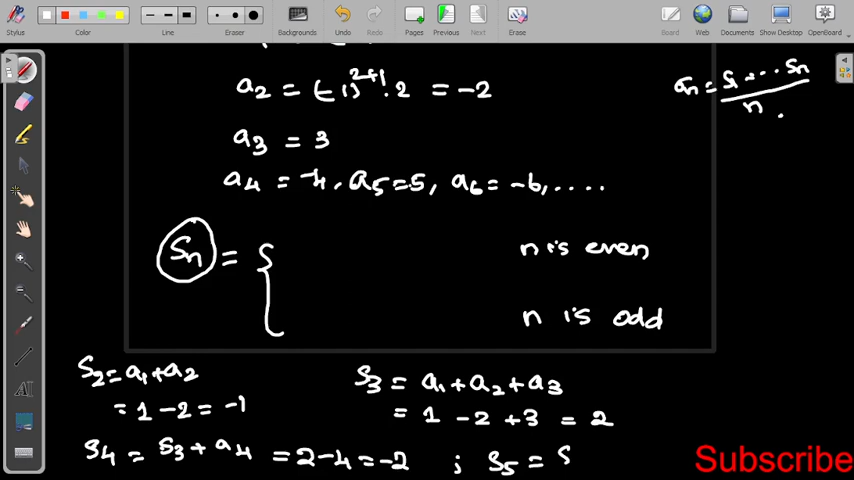 Stylus Color Line Eraser Backgrounds Undo Redo Pages Previous Next Erase Board Web Documents Show Desktop OpenBoard
a2 = (-1)^2+1 . 2 = -2
σn = S1+...Sn / n .
a3 = 3
a4 = -4, a5 = 5, a6 = -6, ....
Sn = { n is even
n is odd
S2 = a1 + a2
= 1 - 2 = -1
S3 = a1 + a2 + a3
= 1 - 2 + 3 = 2
S4 = S3 + a4 = 2 - 4 = -2 ; S5 = S
Subscribe